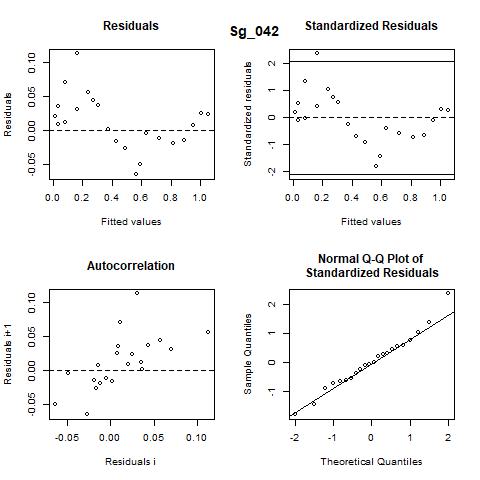 Sg_042
Residuals
Residuals
-0.05 0.00 0.05 0.10
0.0 0.2 0.4 0.6 0.8 1.0
Fitted values
Standardized Residuals
Standardized residuals
-2 -1 0 1 2
0.0 0.2 0.4 0.6 0.8 1.0
Fitted values
Autocorrelation
Residuals i+1
-0.05 0.00 0.05 0.10
-0.05 0.00 0.05 0.10
Residuals i
Normal Q-Q Plot of
Standardized Residuals
Sample Quantiles
-1 0 1 2
-2 -1 0 1 2
Theoretical Quantiles